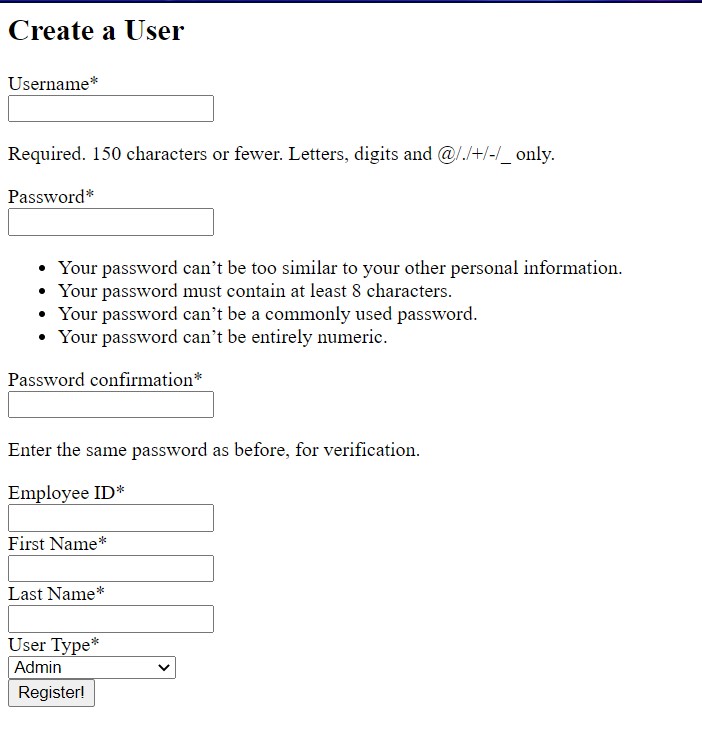 Create a User
Username*
Required. 150 characters or fewer. Letters, digits and @/./+/-/_ only.
Password*
Your password can’t be too similar to your other personal information.
Your password must contain at least 8 characters.
Your password can’t be a commonly used password.
Your password can’t be entirely numeric.
Password confirmation*
Enter the same password as before, for verification.
Employee ID*
First Name*
Last Name*
User Type*
Admin
Register!